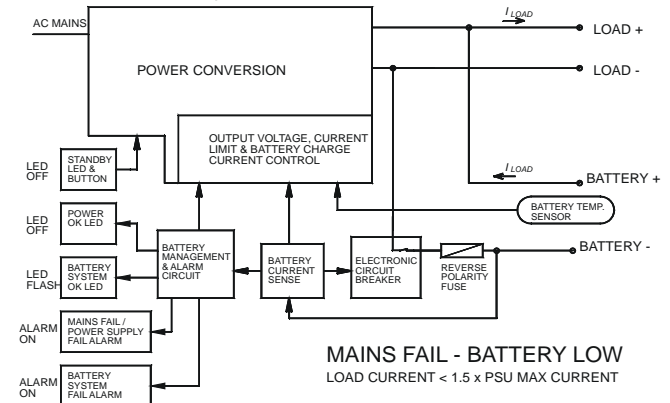 AC MAINS
I LOAD
LOAD +
POWER CONVERSION
LOAD -
OUTPUT VOLTAGE, CURRENT
LIMIT & BATTERY CHARGE
CURRENT CONTROL
LED
OFF
STANDBY
LED &
BUTTON
I LOAD
BATTERY +
BATTERY TEMP.
SENSOR
LED
OFF
POWER
OK LED
BATTERY
MANAGEMENT
& ALARM
CIRCUIT
BATTERY
CURRENT
SENSE
ELECTRONIC
CIRCUIT
BREAKER
REVERSE
POLARITY
FUSE
BATTERY -
LED
FLASH
BATTERY
SYSTEM
OK LED
ALARM
ON
MAINS FAIL /
POWER SUPPLY
FAIL ALARM
MAINS FAIL - BATTERY LOW
LOAD CURRENT < 1.5 x PSU MAX CURRENT
ALARM
ON
BATTERY
SYSTEM
FAIL ALARM